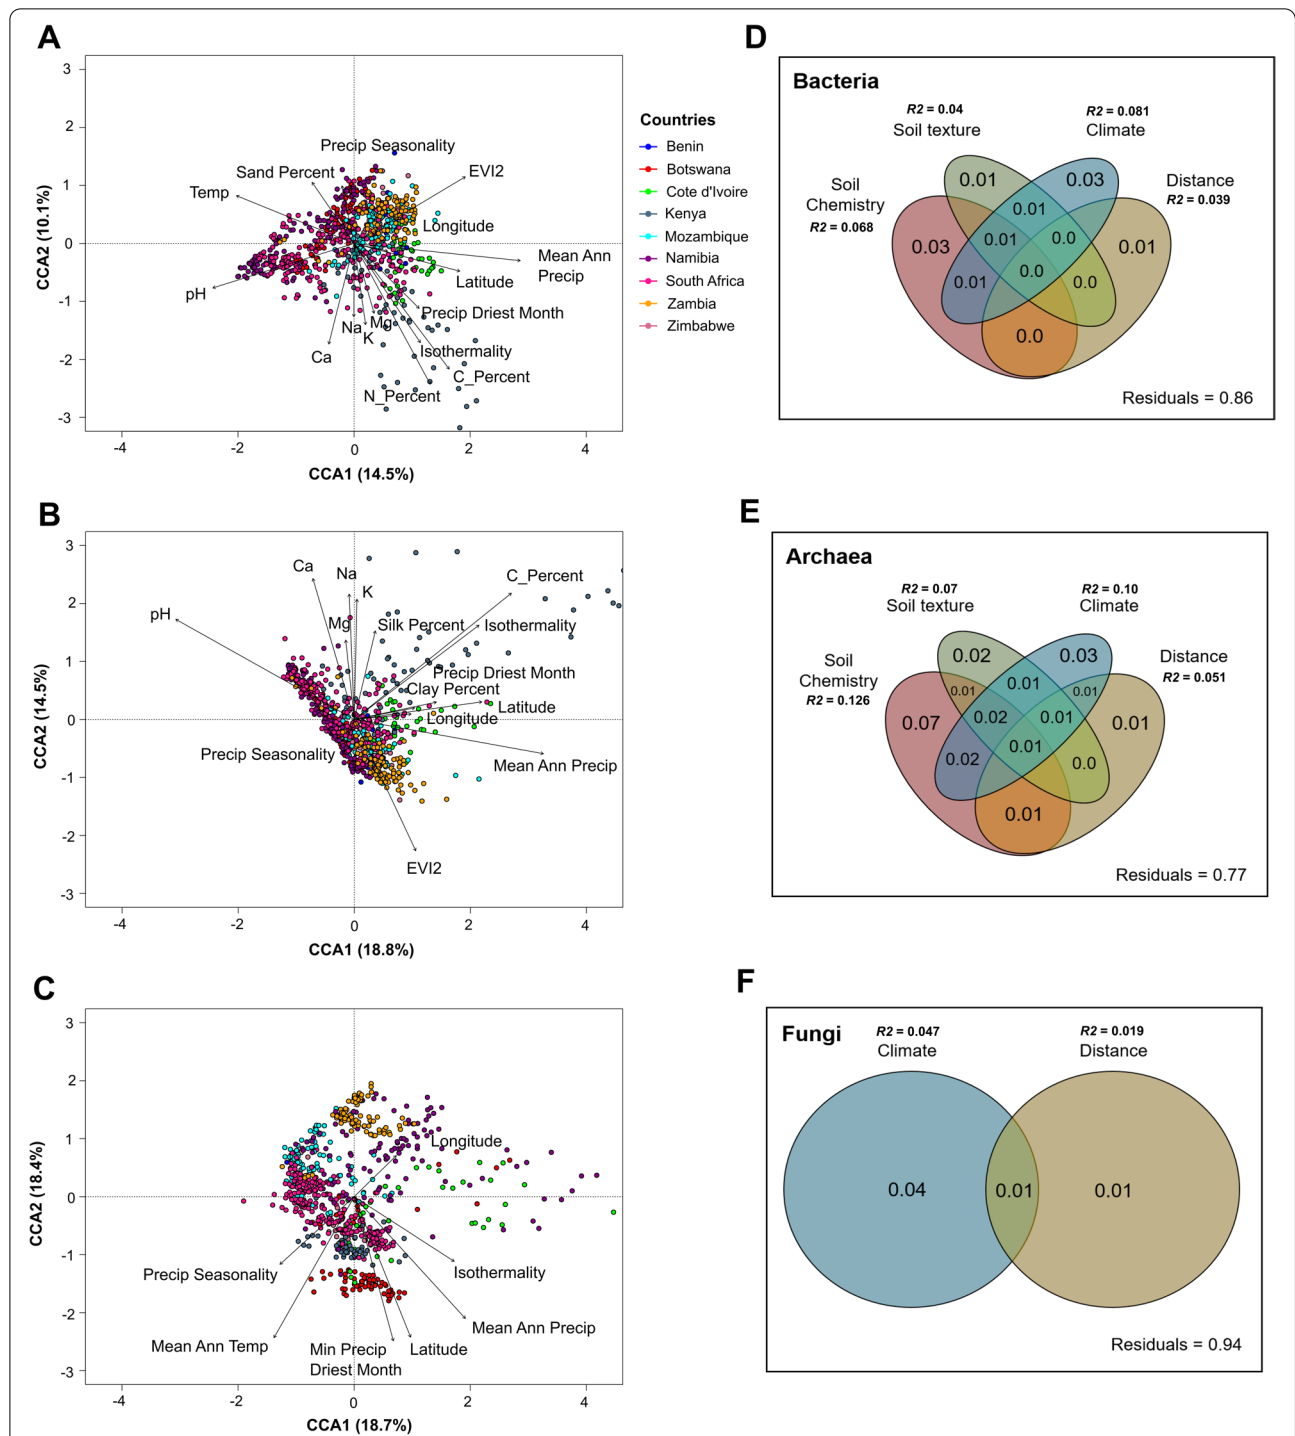 A
3
2
1
0
-1
-2
-3
CCA2 (10.1%)
Precip Seasonality
Sand Percent
EVI2
Temp
Longitude
Mean Ann
Precip
Latitude
pH
Precip Driest Month
Na
Mg
K
Ca
Isothermality
C_Percent
N_Percent
-4
-2
0
2
4
CCA1 (14.5%)
Countries
Benin
Botswana
Cote d'Ivoire
Kenya
Mozambique
Namibia
South Africa
Zambia
Zimbabwe
D
Bacteria
R2 = 0.04
Soil texture
R2 = 0.081
Climate
Soil
Chemistry
R2 = 0.068
Distance
R2 = 0.039
0.01
0.03
0.01
0.03
0.01
0.0
0.01
0.01
0.0
0.0
0.0
Residuals = 0.86
B
3
2
1
0
-1
-2
-3
CCA2 (14.5%)
Ca
Na
K
C_Percent
pH
Mg
Silk Percent
Isothermality
Precip Driest Month
Clay Percent
Latitude
Longitude
Precip Seasonality
Mean Ann Precip
EVI2
-4
-2
0
2
4
CCA1 (18.8%)
E
Archaea
R2 = 0.07
Soil texture
R2 = 0.10
Climate
Soil
Chemistry
R2 = 0.126
Distance
R2 = 0.051
0.02
0.03
0.01
0.01
0.01
0.07
0.02
0.01
0.01
0.01
0.02
0.0
0.01
Residuals = 0.77
C
3
2
1
0
-1
-2
-3
CCA2 (18.4%)
Longitude
Precip Seasonality
Isothermality
Mean Ann Precip
Mean Ann Temp
Min Precip
Driest Month
Latitude
-4
-2
0
2
4
CCA1 (18.7%)
F
Fungi
R2 = 0.047
Climate
R2 = 0.019
Distance
0.04
0.01
0.01
Residuals = 0.94